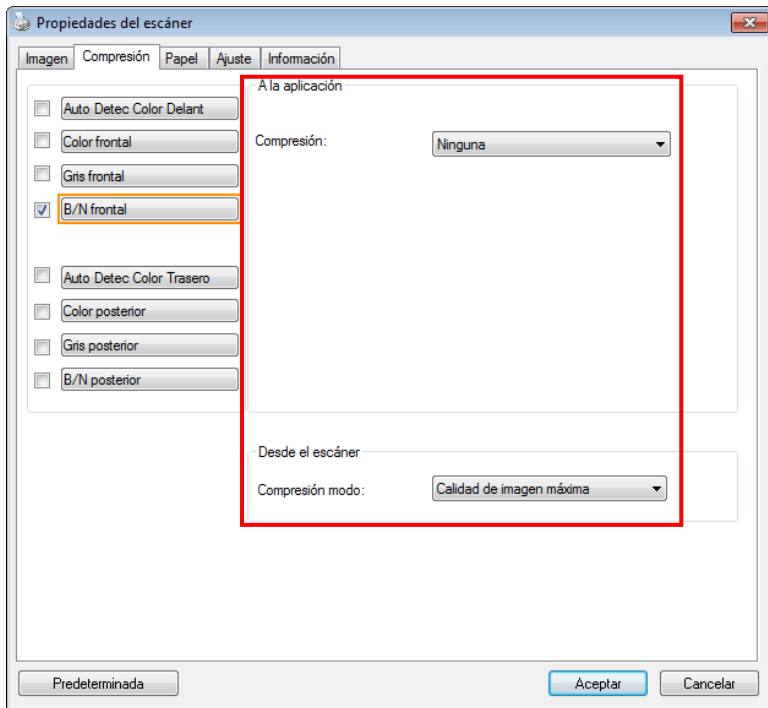 Propiedades del escáner
Imagen Compresión Papel Ajuste Información
Auto Detec Color Delant
Color frontal
Gris frontal
B/N frontal
Auto Detec Color Trasero
Color posterior
Gris posterior
B/N posterior
A la aplicación
Compresión: Ninguna
Desde el escáner
Compresión modo: Calidad de imagen máxima
Predeterminada Aceptar Cancelar